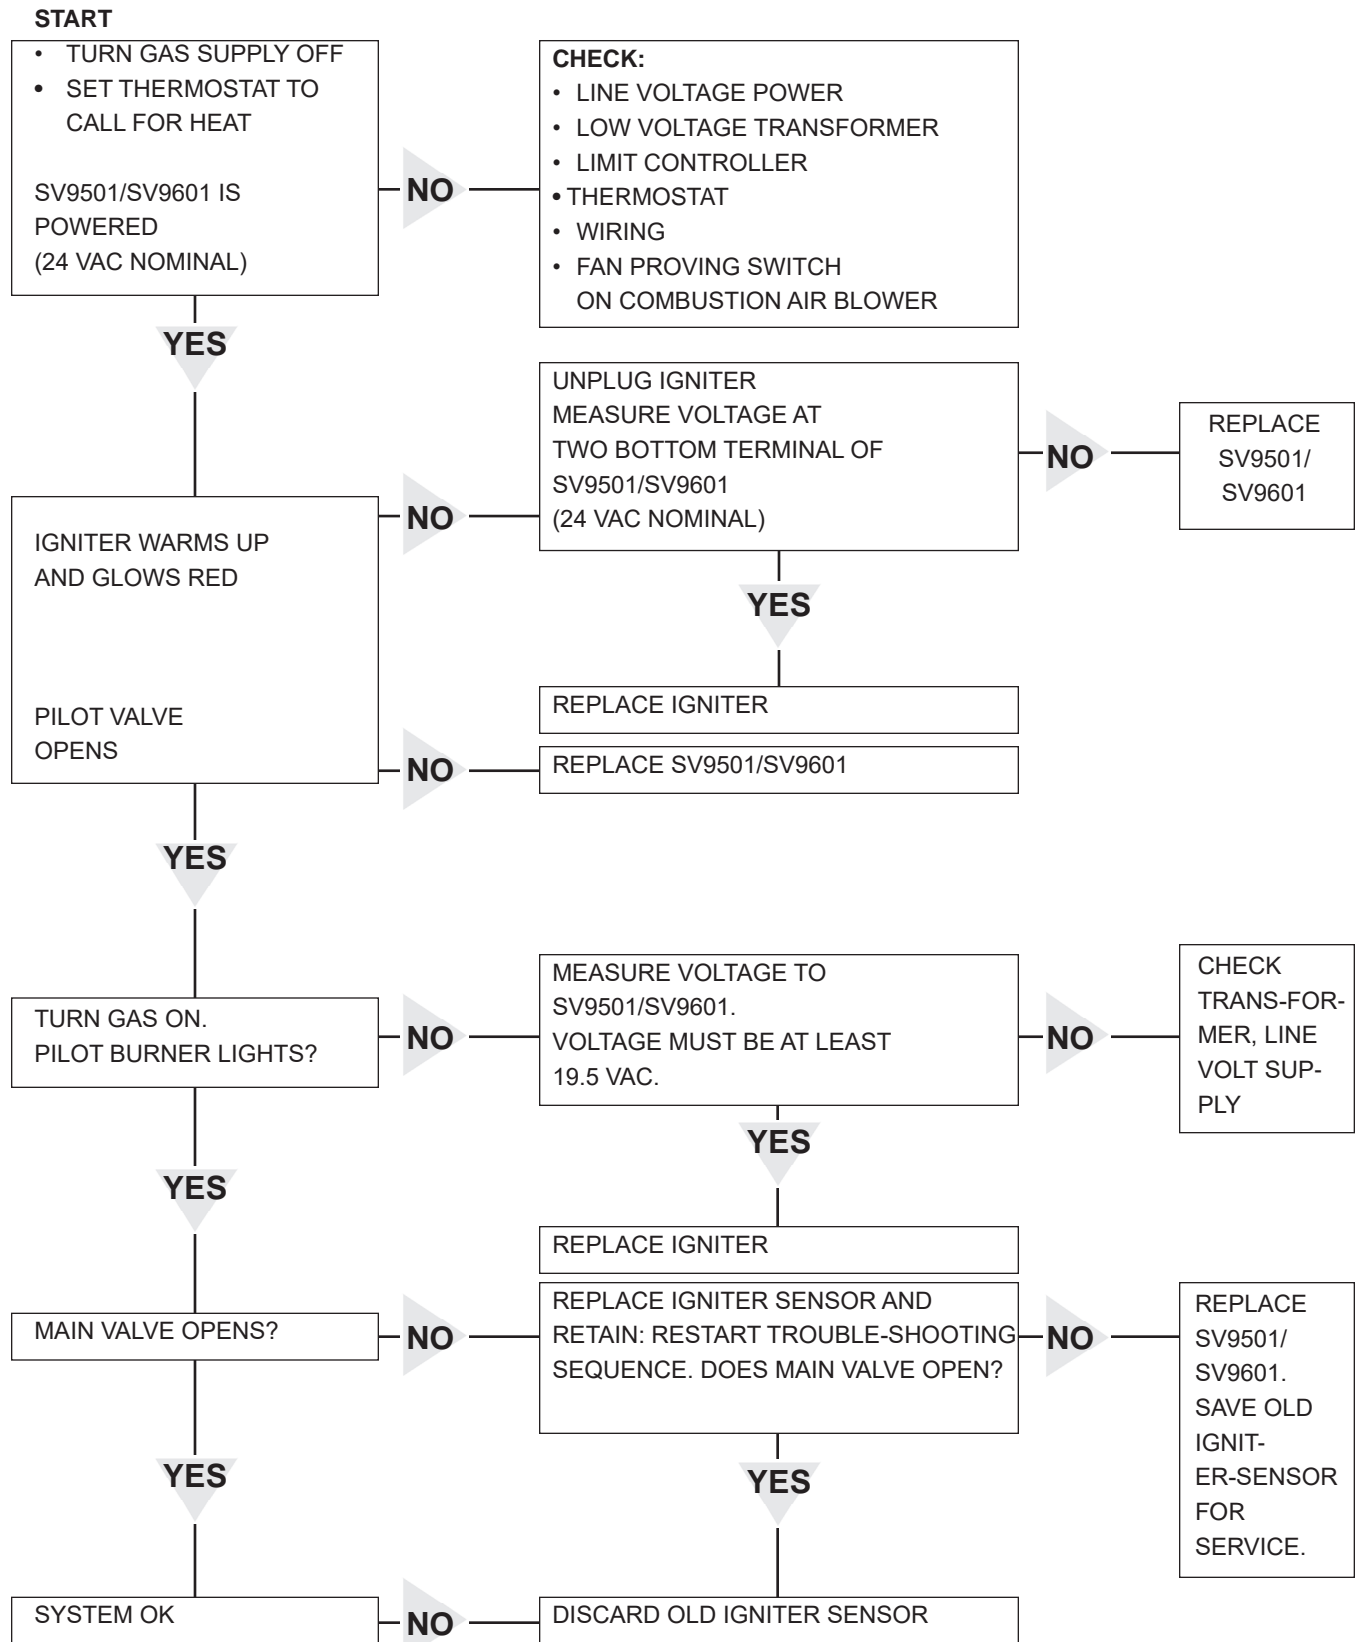 START
• TURN GAS SUPPLY OFF
• SET THERMOSTAT TO
CALL FOR HEAT
SV9501/SV9601 IS
POWERED
(24 VAC NOMINAL)
NO
CHECK:
• LINE VOLTAGE POWER
• LOW VOLTAGE TRANSFORMER
• LIMIT CONTROLLER
• THERMOSTAT
• WIRING
• FAN PROVING SWITCH
ON COMBUSTION AIR BLOWER
YES
IGNITER WARMS UP
AND GLOWS RED
PILOT VALVE
OPENS
NO
UNPLUG IGNITER
MEASURE VOLTAGE AT
TWO BOTTOM TERMINAL OF
SV9501/SV9601
(24 VAC NOMINAL)
NO
REPLACE
SV9501/
SV9601
YES
REPLACE IGNITER
NO
REPLACE SV9501/SV9601
YES
TURN GAS ON.
PILOT BURNER LIGHTS?
NO
MEASURE VOLTAGE TO
SV9501/SV9601.
VOLTAGE MUST BE AT LEAST
19.5 VAC.
NO
CHECK
TRANS-FOR-
MER, LINE
VOLT SUP-
PLY
YES
REPLACE IGNITER
YES
MAIN VALVE OPENS?
NO
REPLACE IGNITER SENSOR AND
RETAIN: RESTART TROUBLE-SHOOTING
SEQUENCE. DOES MAIN VALVE OPEN?
NO
REPLACE
SV9501/
SV9601.
SAVE OLD
IGNIT-
ER-SENSOR
FOR
SERVICE.
YES
YES
SYSTEM OK
NO
DISCARD OLD IGNITER SENSOR